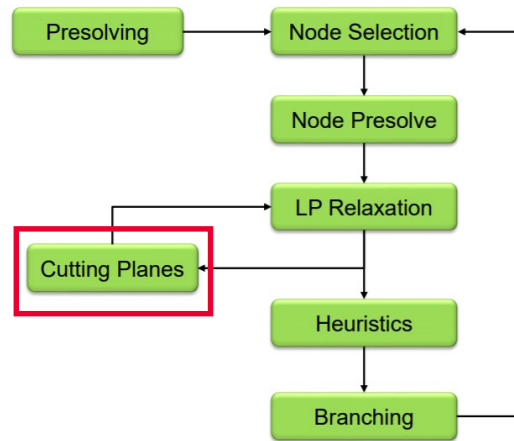 Presolving
Node Selection
Node Presolve
LP Relaxation
Cutting Planes
Heuristics
Branching